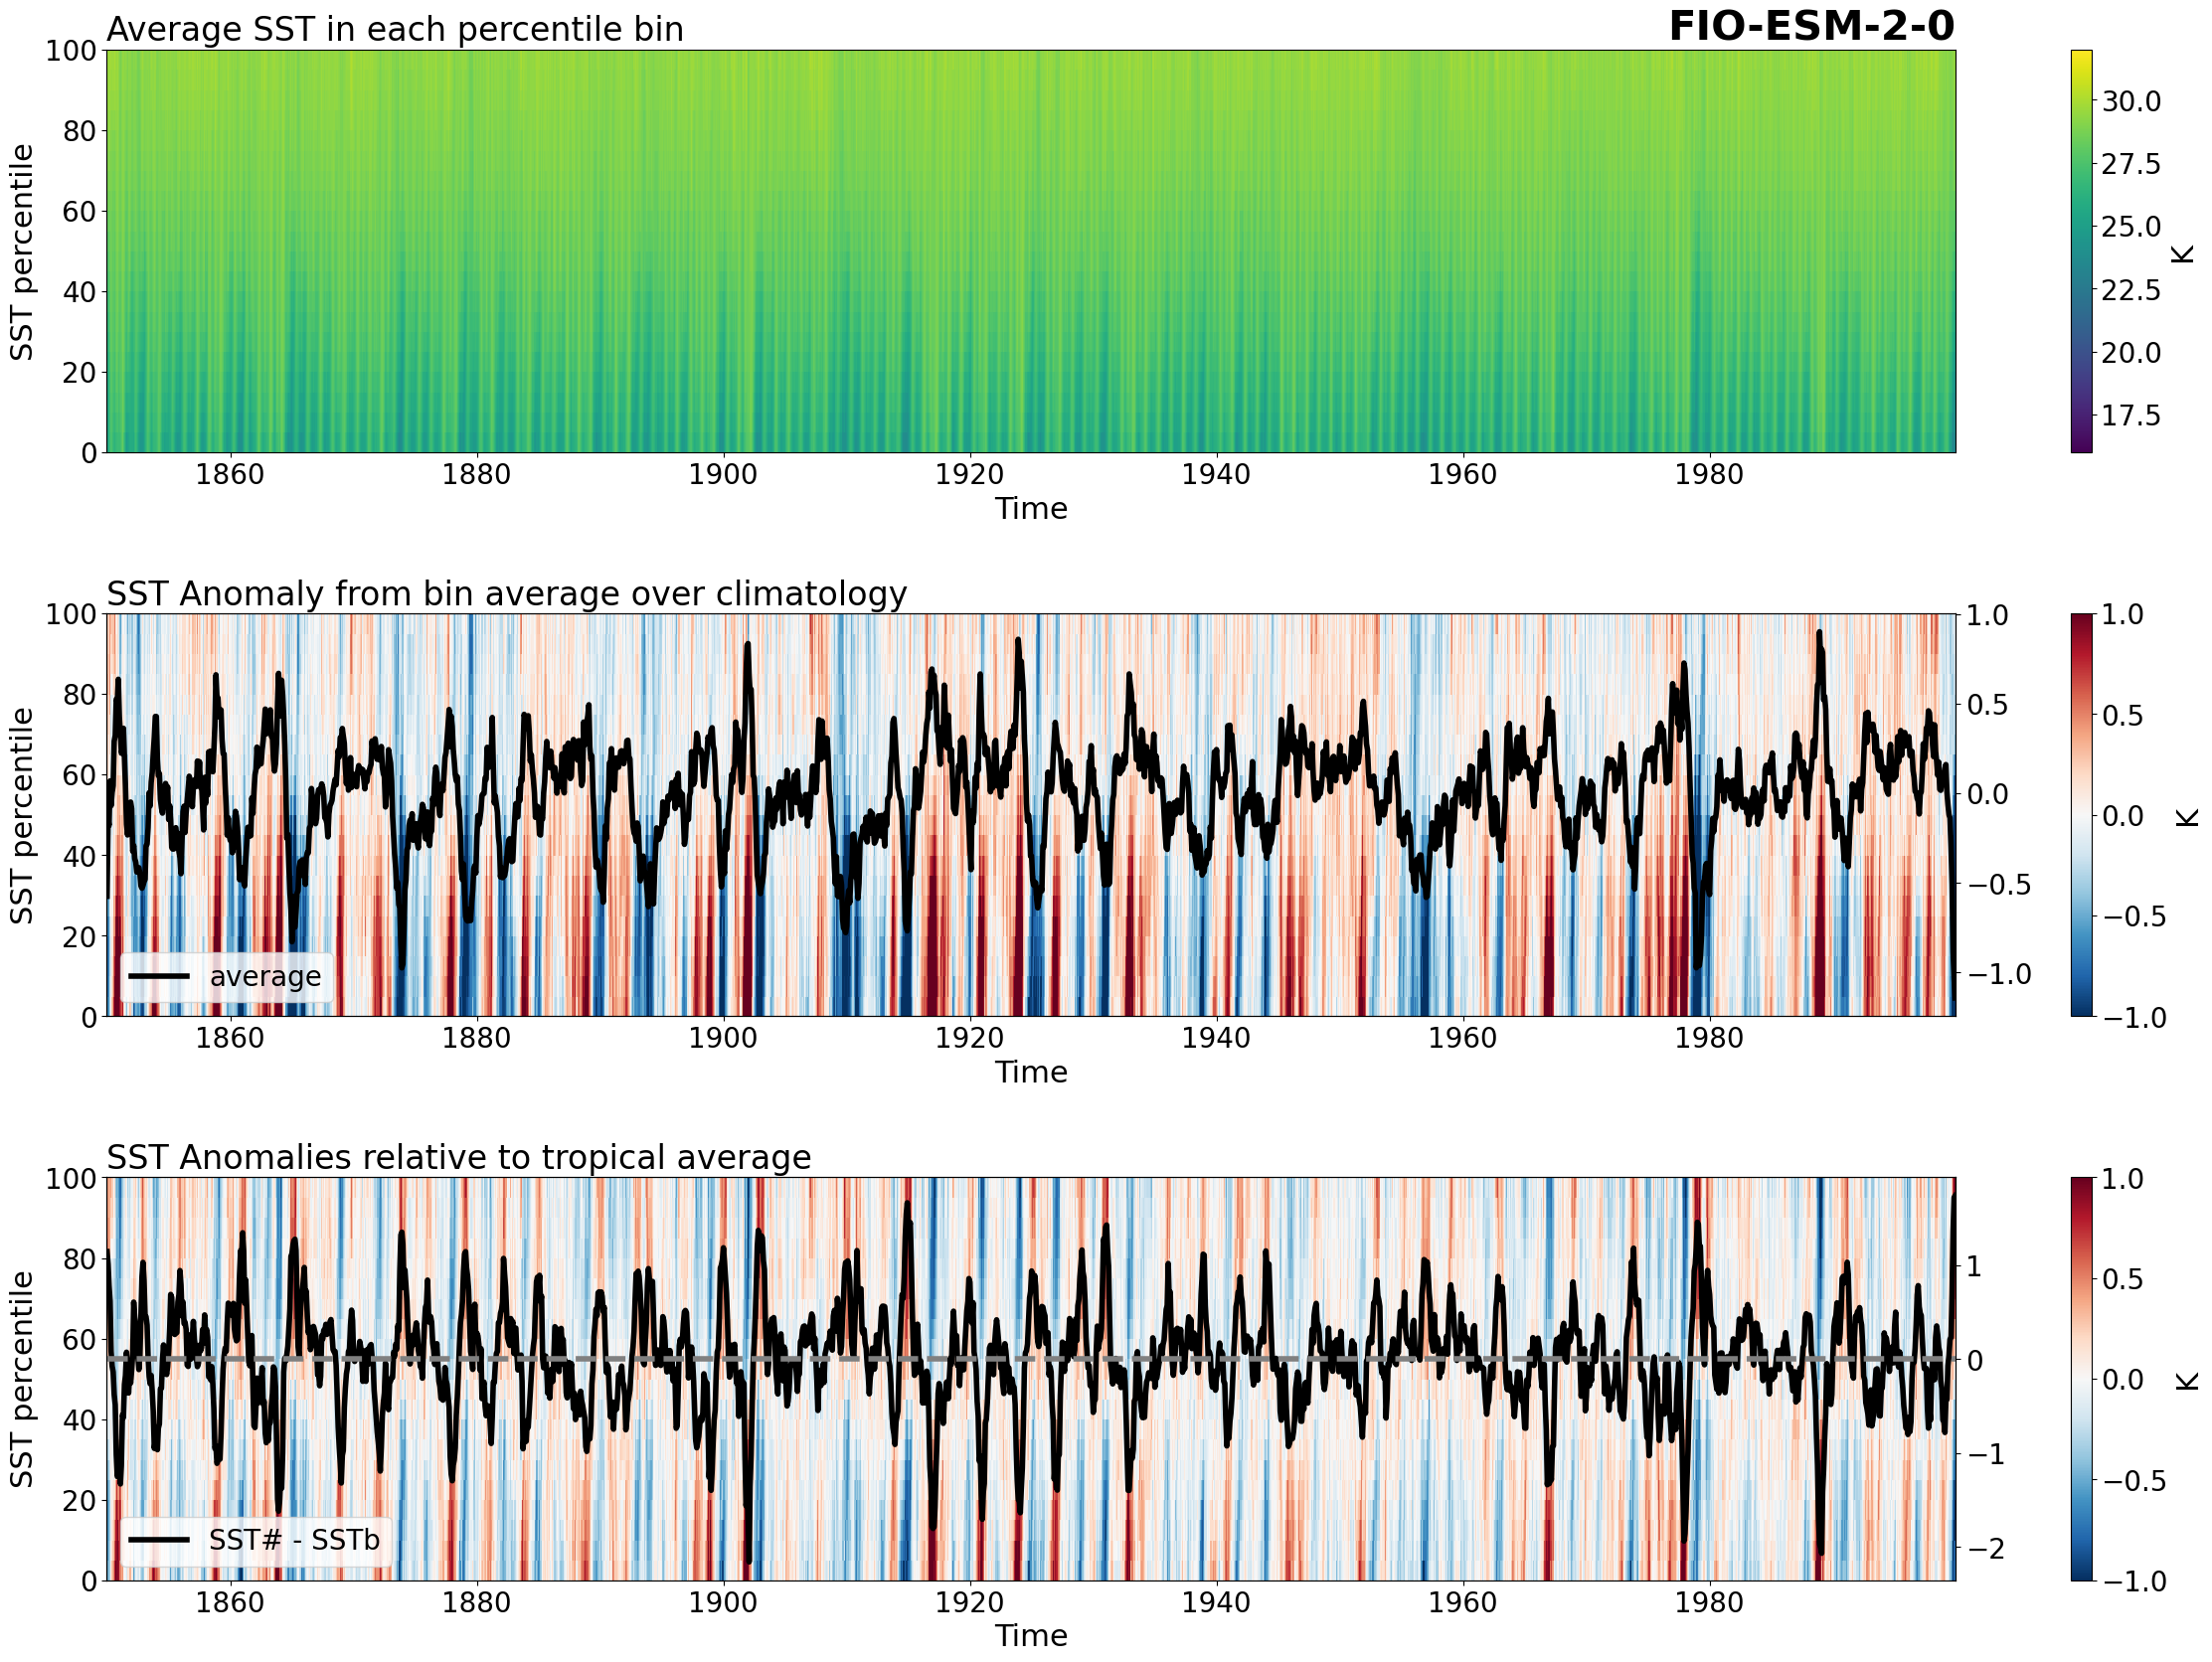 Average SST in each percentile bin
FIO-ESM-2-0
100
80
60
40
20
0
SST percentile
1860 1880 1900 1920 1940 1960 1980
Time
30.0
27.5
25.0
22.5
20.0
17.5
K
SST Anomaly from bin average over climatology
100
80
60
40
20
0
SST percentile
average
1860 1880 1900 1920 1940 1960 1980
Time
1.0
0.5
0.0
−0.5
−1.0
1.0
0.5
0.0
−0.5
−1.0
K
SST Anomalies relative to tropical average
100
80
60
40
20
0
SST percentile
SST# - SSTb
1860 1880 1900 1920 1940 1960 1980
Time
1
0
−1
−2
1.0
0.5
0.0
−0.5
−1.0
K